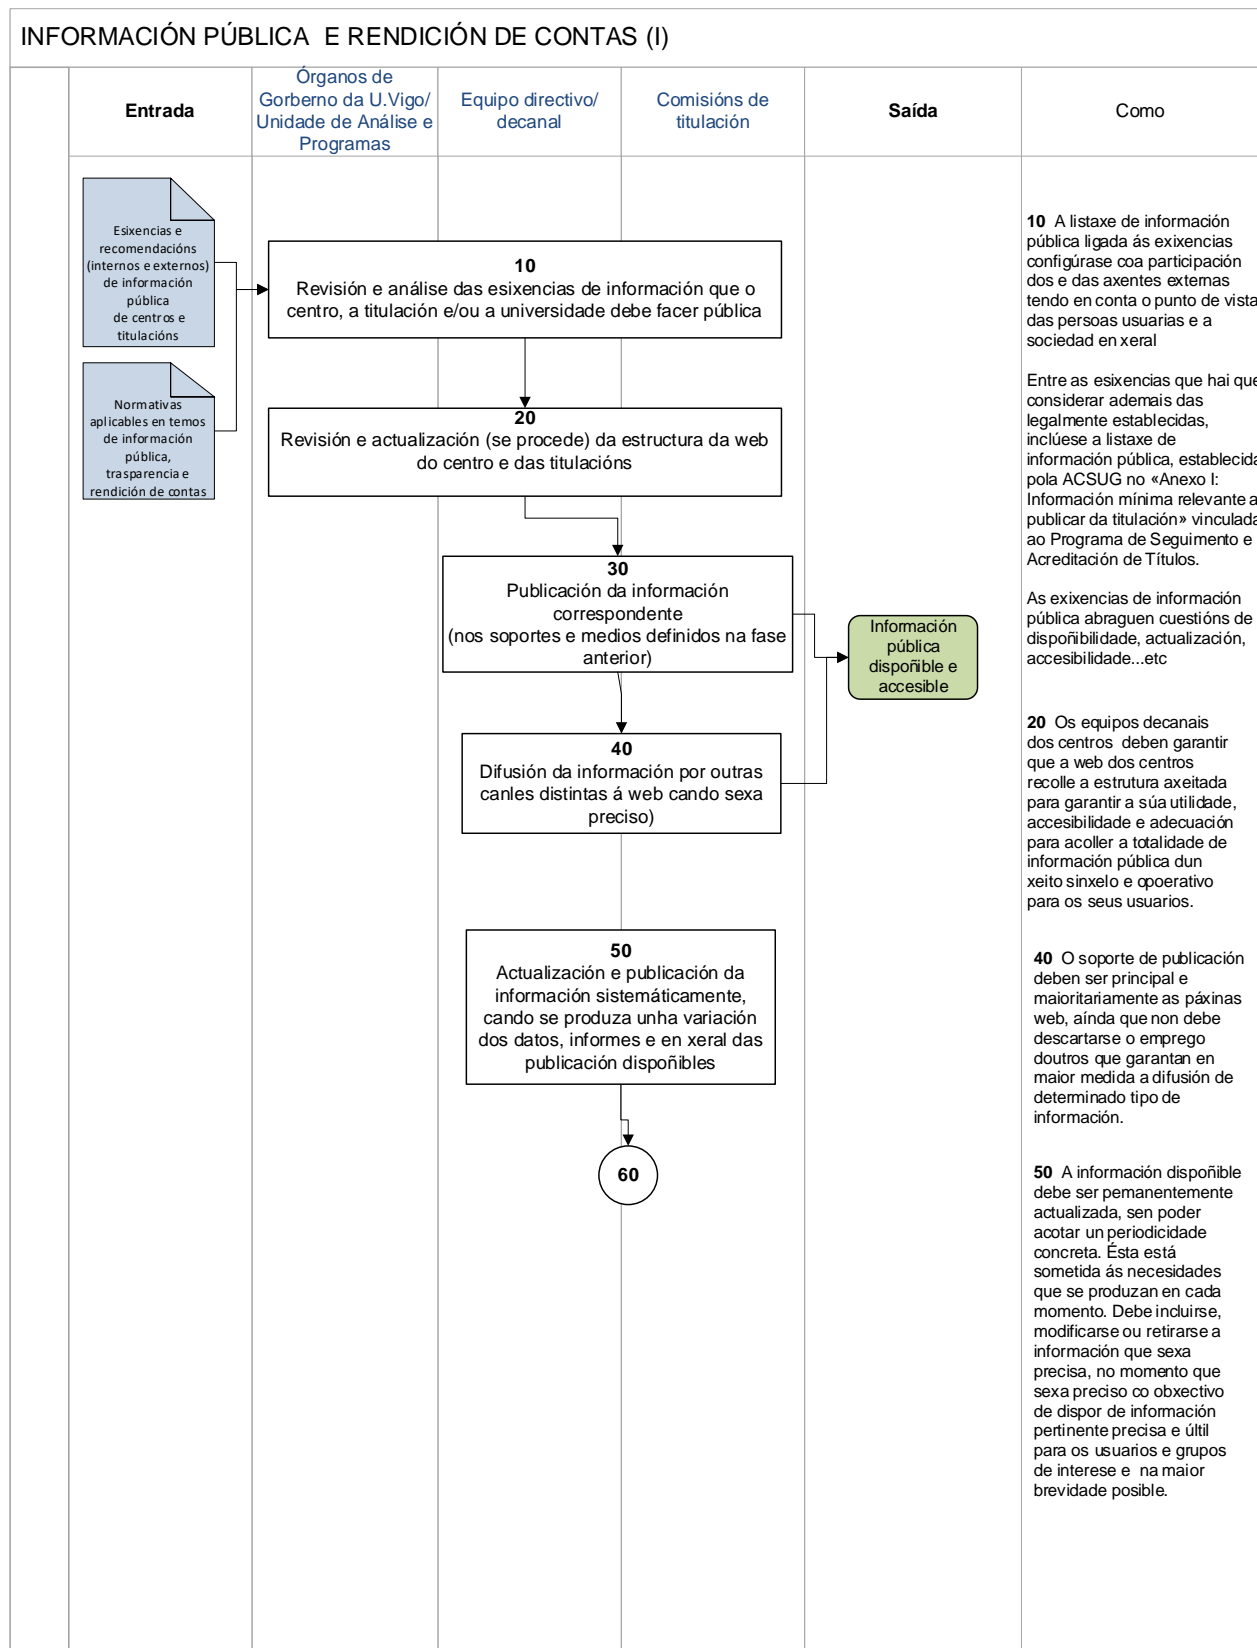 INFORMACIÓN PÚBLICA E RENDICIÓN DE CONTAS (I)
Entrada
Órganos de
Gorberno da U.Vigo/
Unidade de Análise e
Programas
Equipo directivo/
decanal
Comisións de
titulación
Saída
Como
Esixencias e
recomendacións
(internos e externos)
de información
pública
de centros e
titulacións
Normativas
aplicables en temos
de información
pública,
trasparencia e
rendición de contas
10
Revisión e análise das esixencias de información que o
centro, a titulación e/ou a universidade debe facer pública
20
Revisión e actualización (se procede) da estructura da web
do centro e das titulacións
30
Publicación da información
correspondente
(nos soportes e medios definidos na fase
anterior)
40
Difusión da información por outras
canles distintas á web cando sexa
preciso)
50
Actualización e publicación da
información sistemáticamente,
cando se produza unha variación
dos datos, informes e en xeral das
publicación dispoñibles
60
Información
pública
dispoñible e
accesible
10 A listaxe de información
pública ligada ás exixencias
configúrase coa participación
dos e das axentes externas
tendo en conta o punto de vista
das persoas usuarias e a
sociedad en xeral
Entre as esixencias que hai que
considerar ademais das
legalmente establecidas,
inclúese a listaxe de
información pública, establecida
pola ACSUG no «Anexo I:
Información mínima relevante a
publicar da titulación» vinculada
ao Programa de Seguimento e
Acreditación de Títulos.
As exixencias de información
pública abraguen cuestións de
dispoñibilidade, actualización,
accesibilidade...etc
20 Os equipos decanais
dos centros deben garantir
que a web dos centros
recolle a estrutura axeitada
para garantir a súa utilidade,
accesibilidade e adecuación
para acoller a totalidade de
información pública dun
xeito sinxelo e opoerativo
para os seus usuarios.
40 O soporte de publicación
deben ser principal e
maioritariamente as páxinas
web, aínda que non debe
descartarse o emprego
doutros que garantan en
maior medida a difusión de
determinado tipo de
información.
50 A información dispoñible
debe ser pemanentemente
actualizada, sen poder
acotar un periodicidade
concreta. Ésta está
sometida ás necesidades
que se produzan en cada
momento. Debe incluirse,
modificarse ou retirarse a
información que sexa
precisa, no momento que
sexa preciso co obxectivo
de dispor de información
pertinente precisa e últil
para os usuarios e grupos
de interese e na maior
brevidade posible.